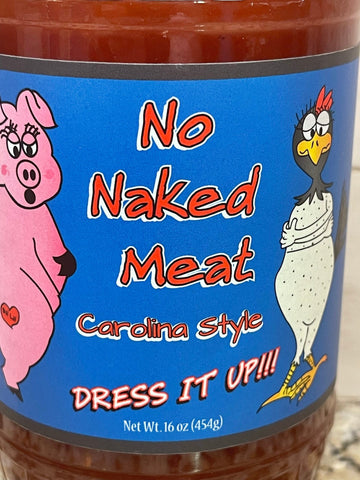 No
Naked
Meat
Carolina Style
DRESS IT UP!!!
Net Wt. 16 oz (454g)